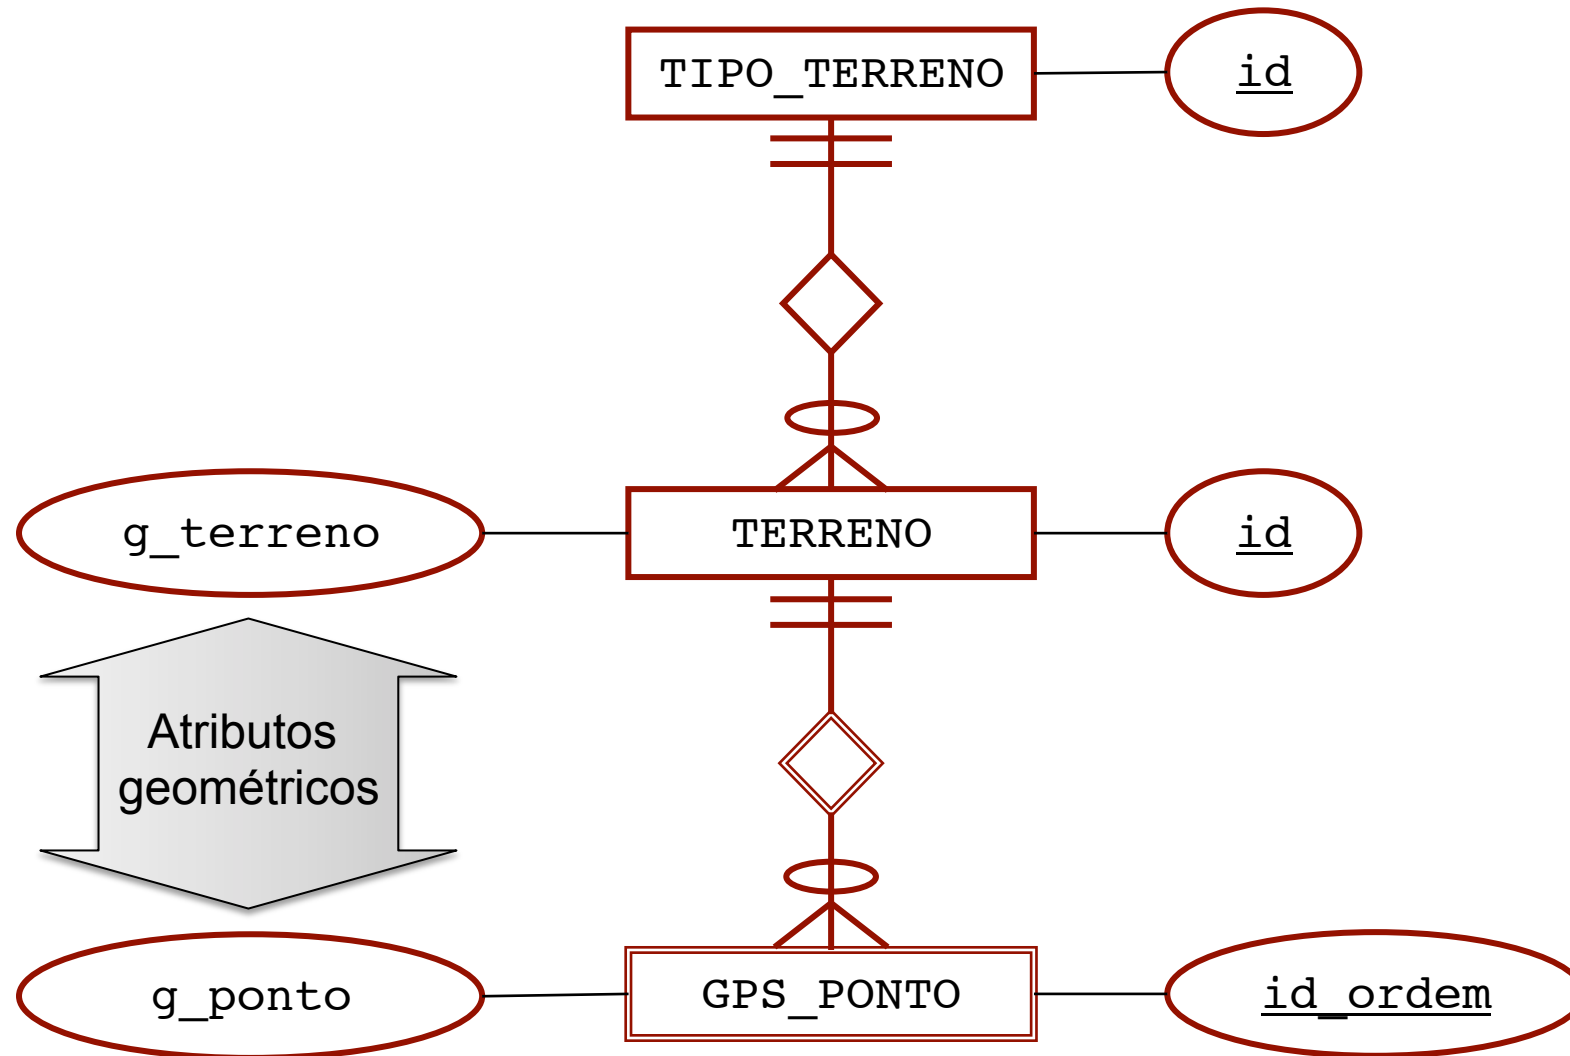 TIPO_TERRENO
id
g_terreno
TERRENO
id
Atributos
geométricos
g_ponto
GPS_PONTO
id_ordem